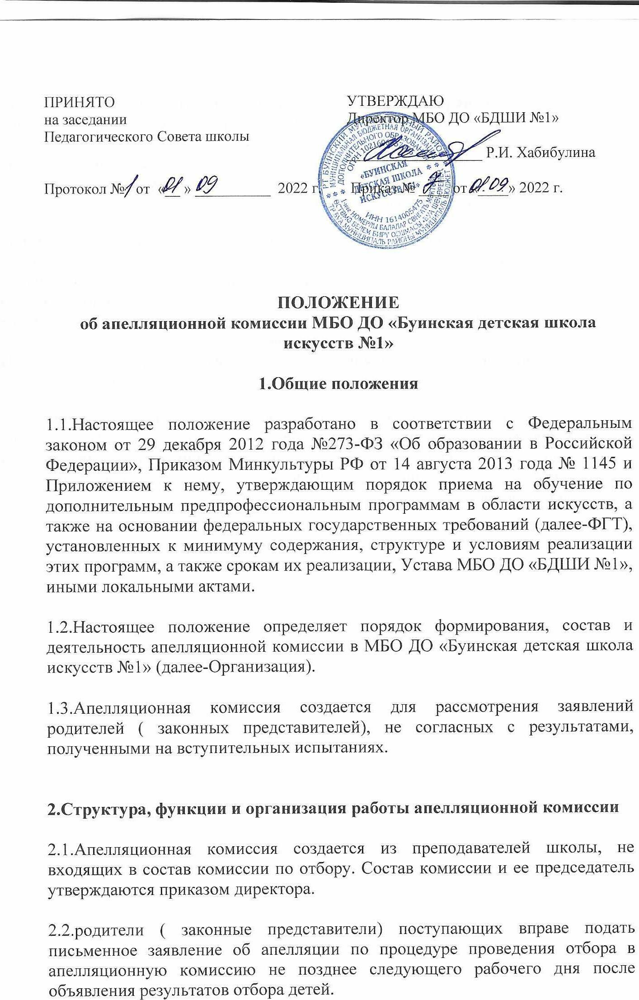 ПРИНЯТО
на заседании
Педагогического Совета школы
Протокол № 1 от «01» 09 2022 г.
УТВЕРЖДАЮ
Директор МБО ДО «БДШИ №1»
Р.И. Хабибулина
Приказ № 7 от «01.09.» 2022 г.
РТ БУИНСКИЙ МУНИЦИПАЛЬНЫЙ РАЙОН
МУНИЦИПАЛЬНАЯ БЮДЖЕТНАЯ ОРГАНИЗАЦИЯ
ДОПОЛНИТЕЛЬНОГО ОБРАЗОВАНИЯ
ОГРН
«БУИНСКАЯ
ДЕТСКАЯ ШКОЛА
ИСКУССТВ №1»
ИНН 1614005475
ПОЛОЖЕНИЕ
об апелляционной комиссии МБО ДО «Буинская детская школа
искусств №1»
1.Общие положения
1.1.Настоящее положение разработано в соответствии с Федеральным
законом от 29 декабря 2012 года №273-ФЗ «Об образовании в Российской
Федерации», Приказом Минкультуры РФ от 14 августа 2013 года № 1145 и
Приложением к нему, утверждающим порядок приема на обучение по
дополнительным предпрофессиональным программам в области искусств, а
также на основании федеральных государственных требований (далее-ФГТ),
установленных к минимуму содержания, структуре и условиям реализации
этих программ, а также срокам их реализации, Устава МБО ДО «БДШИ №1»,
иными локальными актами.
1.2.Настоящее положение определяет порядок формирования, состав и
деятельность апелляционной комиссии в МБО ДО «Буинская детская школа
искусств №1» (далее-Организация).
1.3.Апелляционная комиссия создается для рассмотрения заявлений
родителей ( законных представителей), не согласных с результатами,
полученными на вступительных испытаниях.
2.Структура, функции и организация работы апелляционной комиссии
2.1.Апелляционная комиссия создается из преподавателей школы, не
входящих в состав комиссии по отбору. Состав комиссии и ее председатель
утверждаются приказом директора.
2.2.родители ( законные представители) поступающих вправе подать
письменное заявление об апелляции по процедуре проведения отбора в
апелляционную комиссию не позднее следующего рабочего дня после
объявления результатов отбора детей.